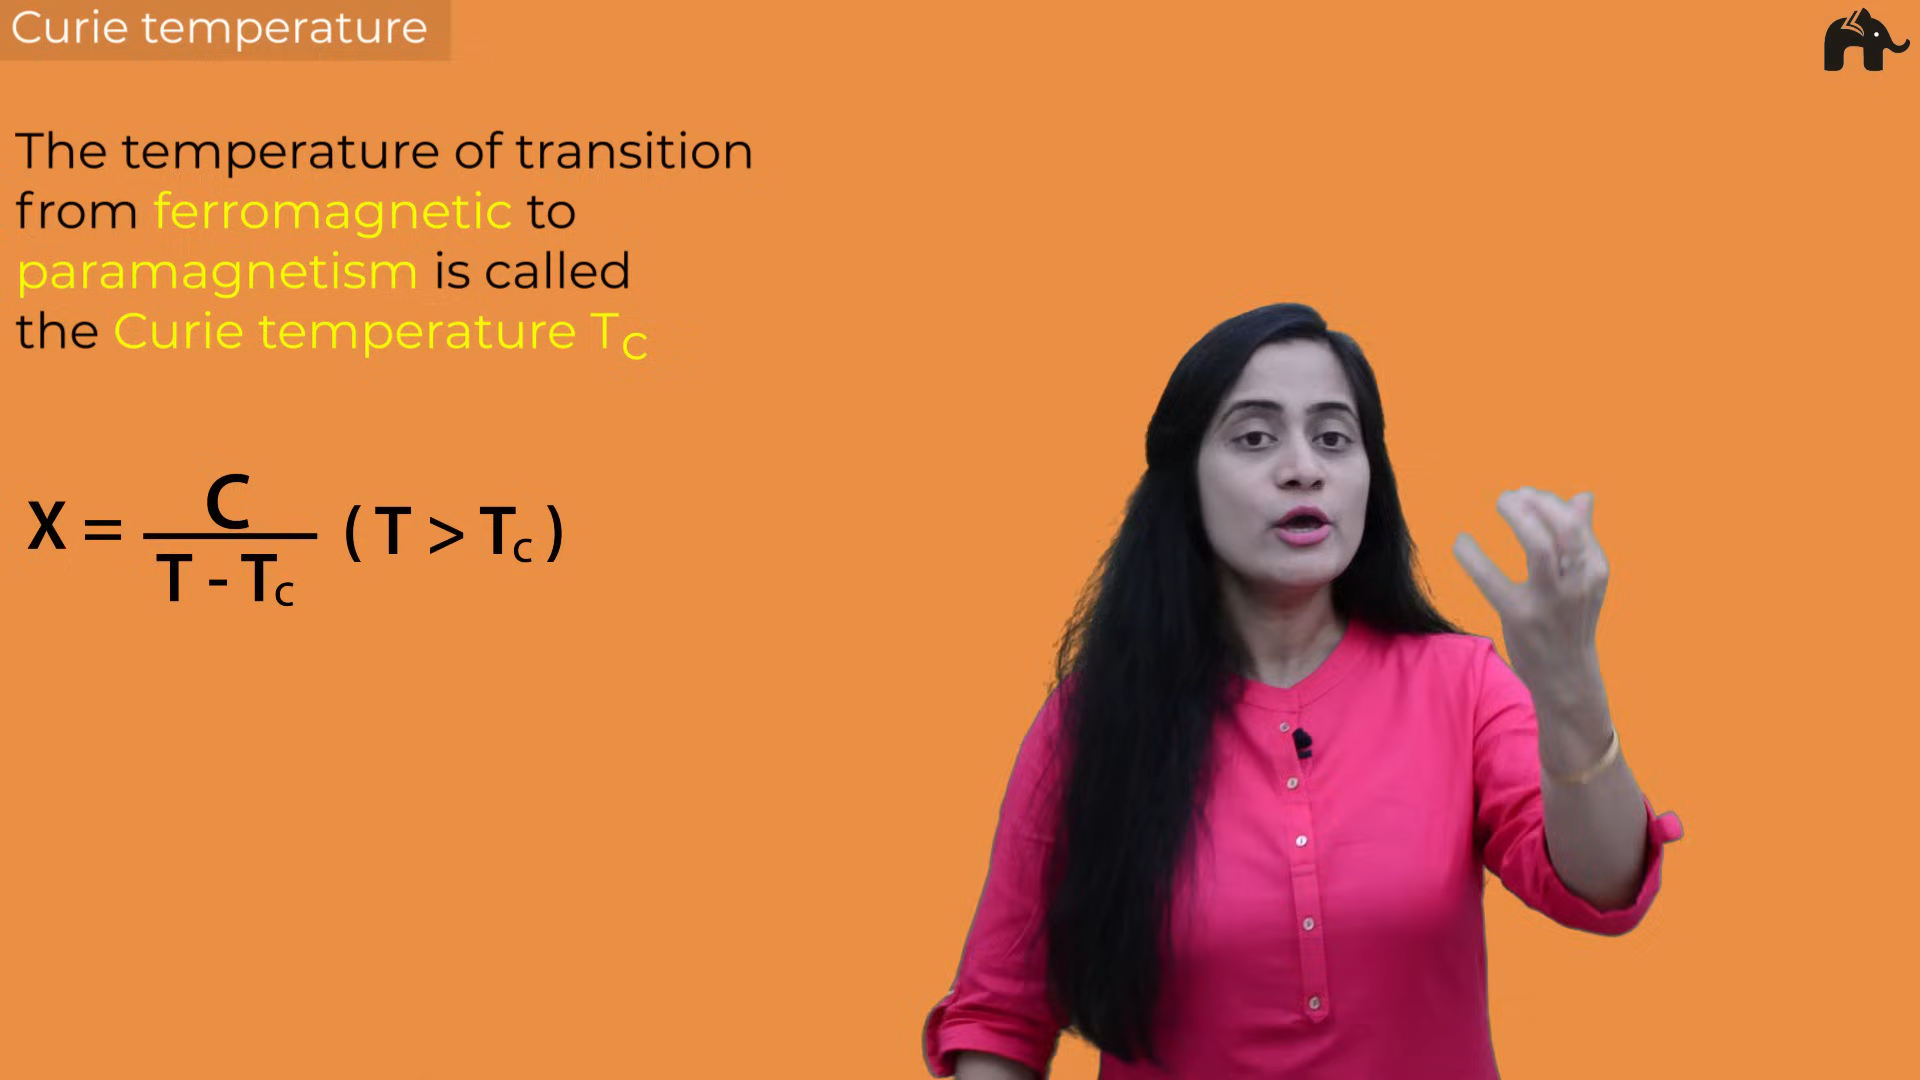 Curie temperature
The temperature of transition
from ferromagnetic to
paramagnetism is called
the Curie temperature T_C
X = C / (T - T_C) ( T > T_C )